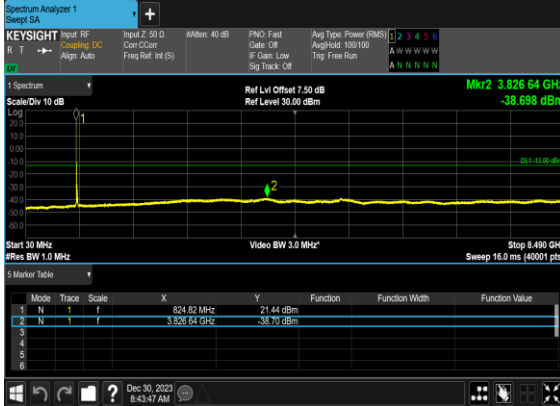 Spectrum Analyzer 1
Swept SA
KEYSIGHT
R T
Input: RF
Coupling: DC
Align: Auto
Input Z: 50 Ω
Corr CCorr
Freq Ref: Int (S)
#Atten: 40 dB
PNO: Fast
Gate: Off
IF Gain: Low
Sig Track: Off
Avg Type: Power (RMS)
Avg|Hold: 100/100
Trig: Free Run
1 2 3 4 5 6
A W W W W W
A N N N N N
1 Spectrum
Scale/Div 10 dB
Ref Lvl Offset 7.50 dB
Ref Level 30.00 dBm
Mkr2 3.826 64 GHz
-38.698 dBm
Log
20.0
10.0
0.00
-10.0
-20.0
-30.0
-40.0
-50.0
-60.0
1
DL1 -13.00 dBm
2
Start 30 MHz
#Res BW 1.0 MHz
Video BW 3.0 MHz*
Stop 8.490 GH
Sweep 16.0 ms (40001 pts
5 Marker Table
Mode Trace Scale X Y Function Function Width Function Value
1 N 1 f 824.82 MHz 21.44 dBm
2 N 1 f 3.826 64 GHz -38.70 dBm
3
4
5
6
Dec 30, 2023
8:43:47 AM